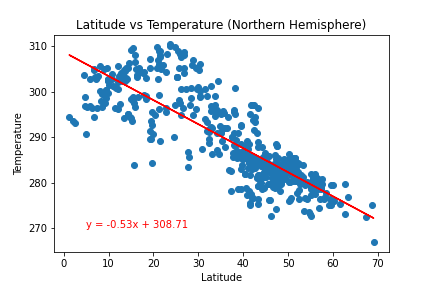 Latitude vs Temperature (Northern Hemisphere)
310
300
290
280
270
Temperature
y = -0.53x + 308.71
0 10 20 30 40 50 60 70
Latitude